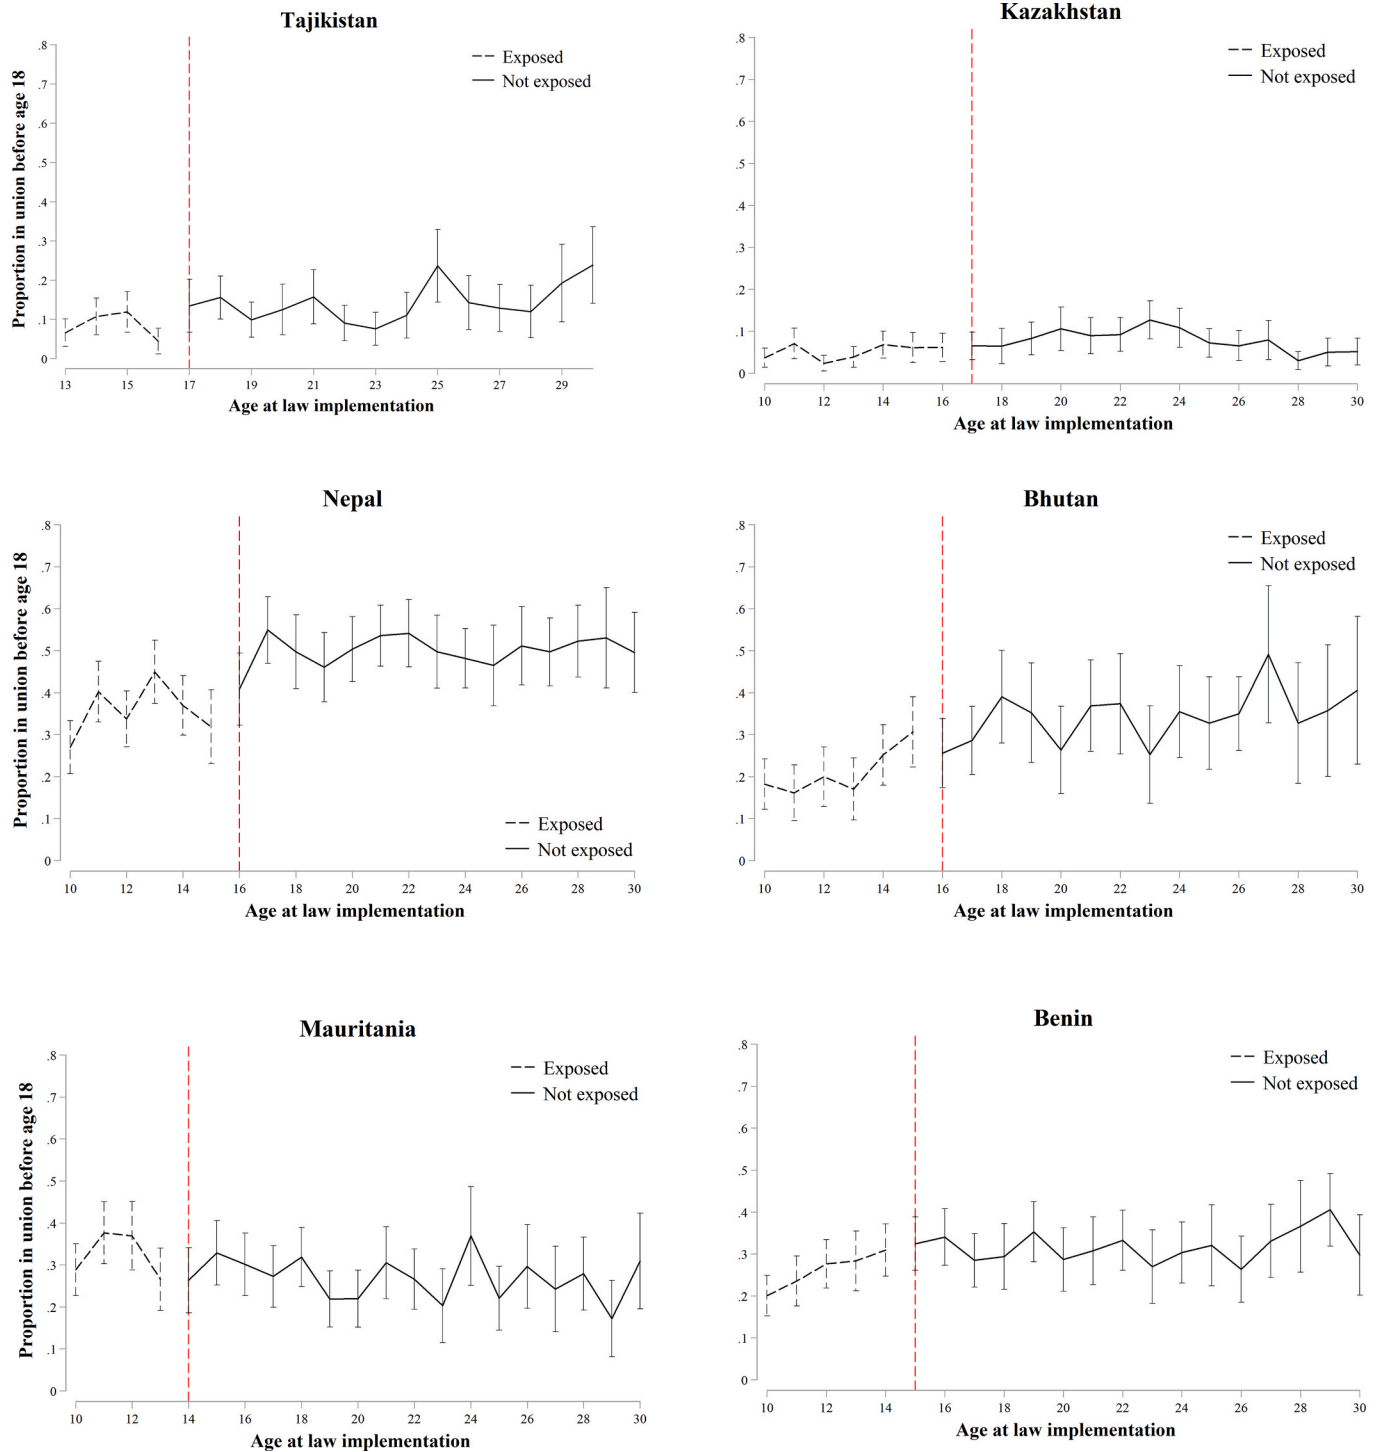 Tajikistan
Exposed
Not exposed
Proportion in union before age 18
.8
.7
.6
.5
.4
.3
.2
.1
0
13 15 17 19 21 23 25 27 29
Age at law implementation
Kazakhstan
Exposed
Not exposed
.8
.7
.6
.5
.4
.3
.2
.1
0
10 12 14 16 18 20 22 24 26 28 30
Age at law implementation
Nepal
Proportion in union before age 18
.8
.7
.6
.5
.4
.3
.2
.1
0
Exposed
Not exposed
10 12 14 16 18 20 22 24 26 28 30
Age at law implementation
Bhutan
Exposed
Not exposed
.8
.7
.6
.5
.4
.3
.2
.1
0
10 12 14 16 18 20 22 24 26 28 30
Age at law implementation
Mauritania
Exposed
Not exposed
Proportion in union before age 18
.8
.7
.6
.5
.4
.3
.2
.1
0
10 12 14 16 18 20 22 24 26 28 30
Age at law implementation
Benin
Exposed
Not exposed
.8
.7
.6
.5
.4
.3
.2
.1
0
10 12 14 16 18 20 22 24 26 28 30
Age at law implementation